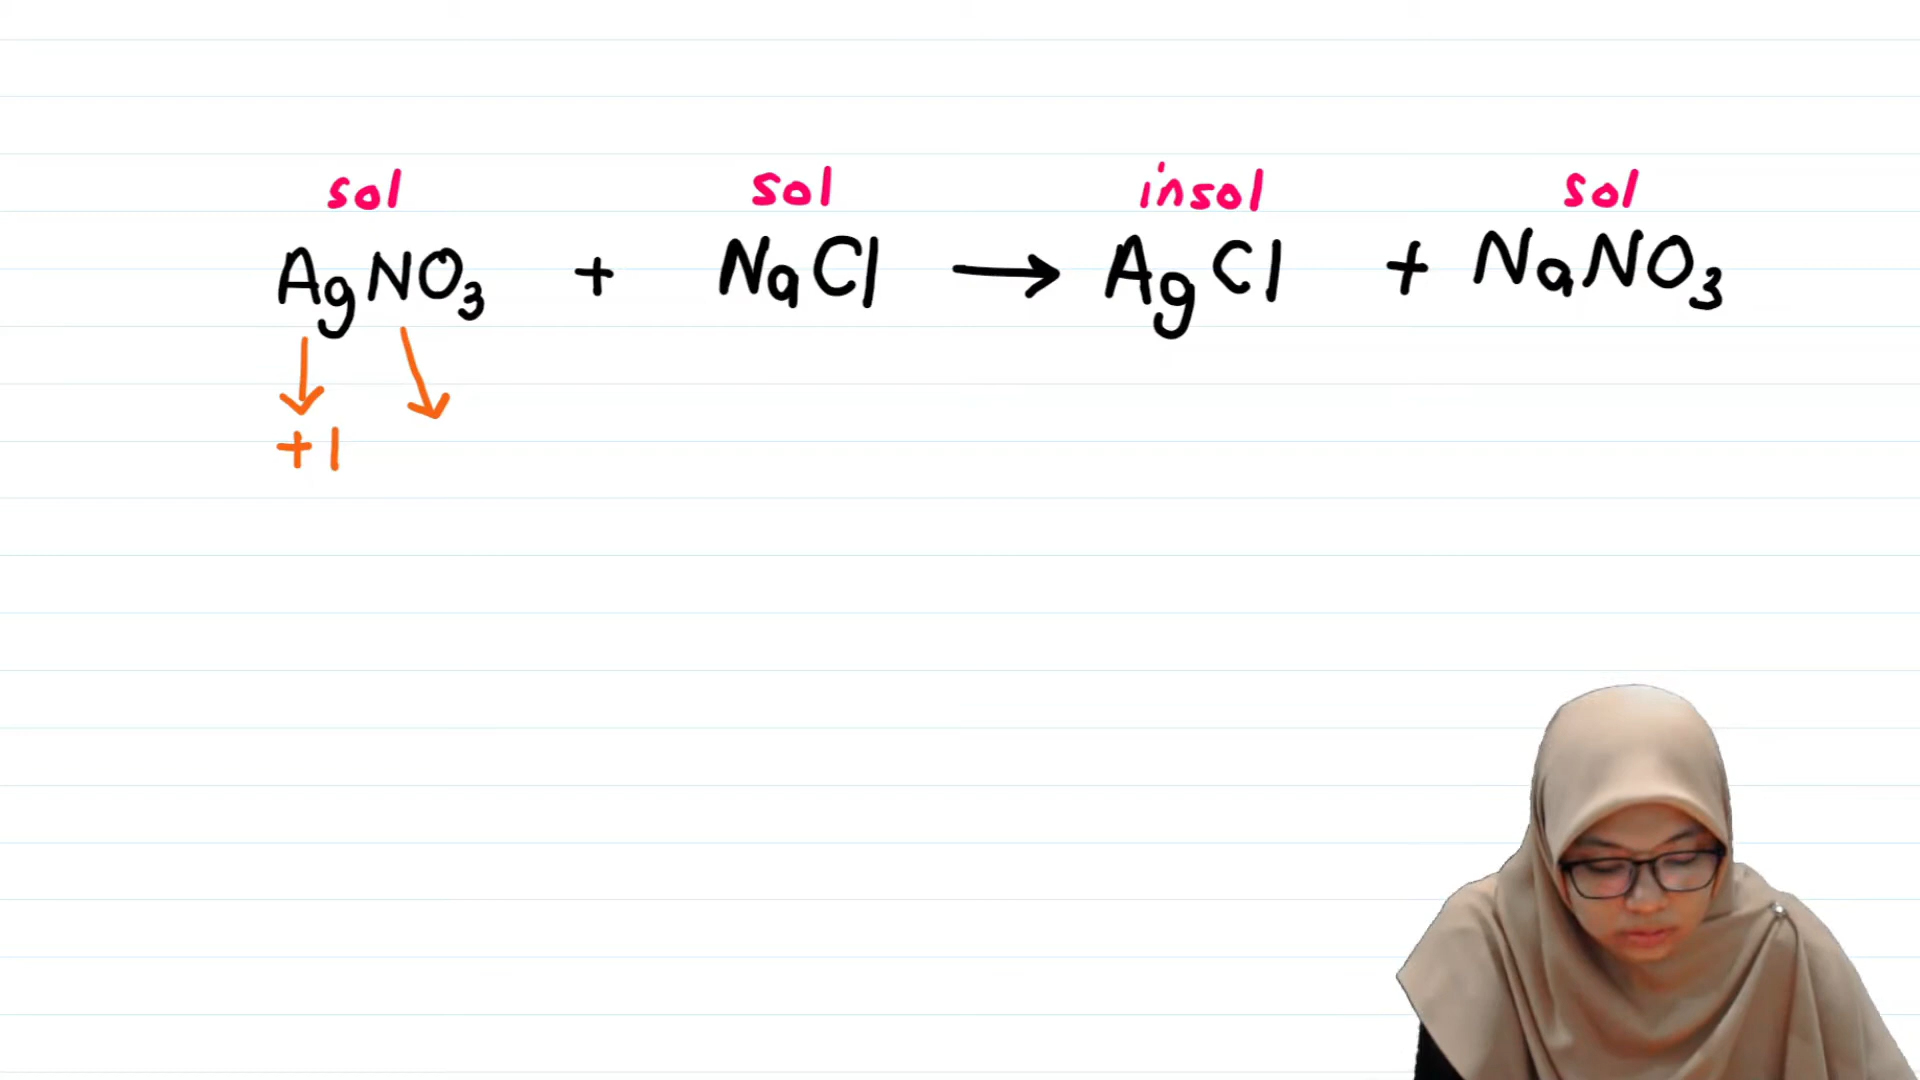 sol sol insol sol
AgNO₃ + NaCl → AgCl + NaNO₃
+1